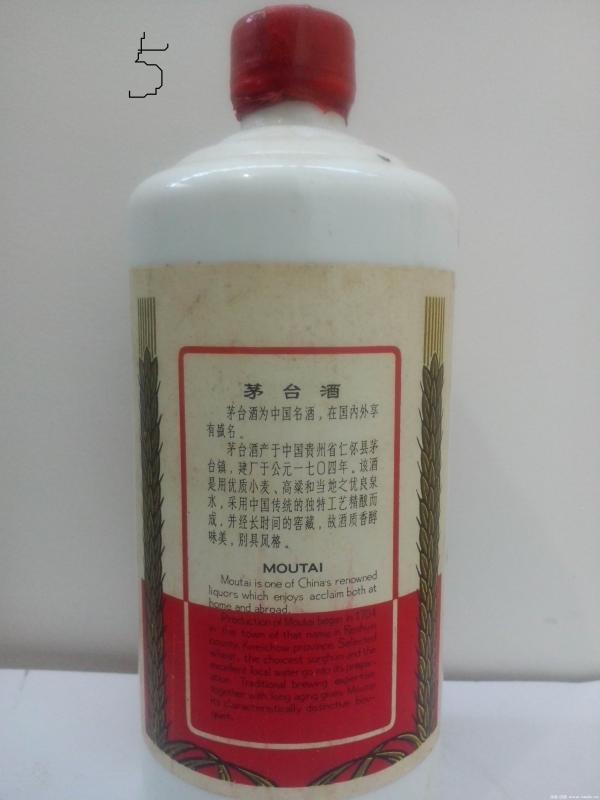 5
茅台酒
茅台酒为中国名酒，在国内外享
有盛名。
茅台酒产于中国贵州省仁怀县茅
台镇，建厂于公元一七〇四年。该酒
是用优质小麦、高粱和当地之优良泉
水，采用中国传统的独特工艺精酿而
成，并经长时间的窖藏，故酒质香醇
味美，别具风格。
MOUTAI
Moutai is one of China's renowned
liquors which enjoys acclaim both at
home and abroad.
Production of Moutai began in 1704
in the town of that name in Renhuai
county, Kweichow province. Selected
wheat, the choicest sorghum and the
excellent local water go into its prepar-
ation. Traditional brewing expertise
together with long aging gives Moutai
its characteristically distinctive bou-
quet.